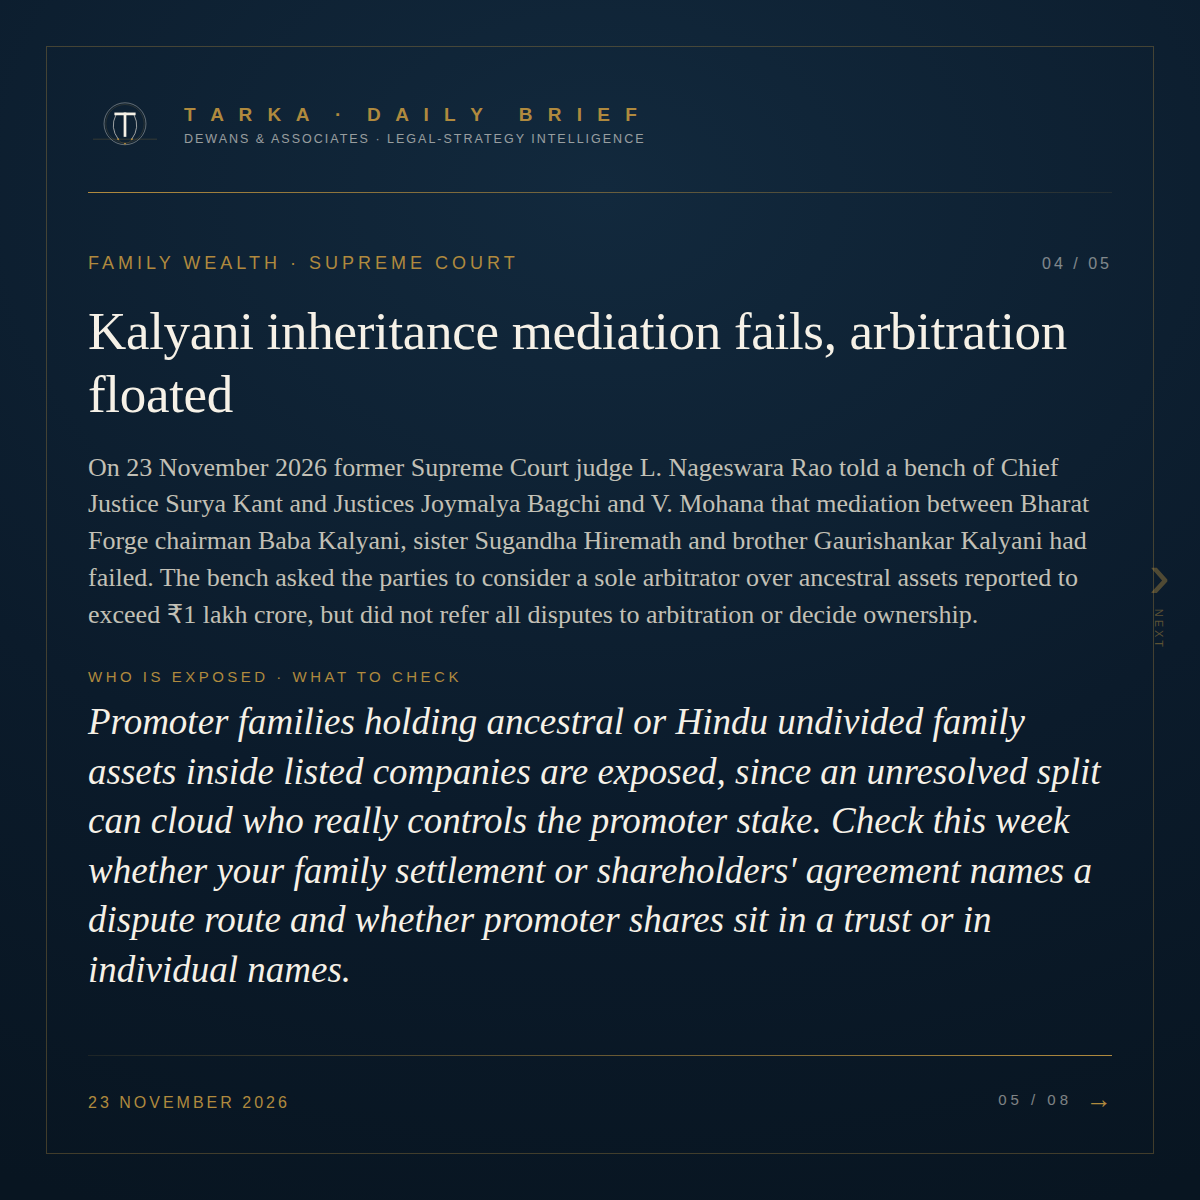 T
TARKA · DAILY BRIEF
DEWANS & ASSOCIATES · LEGAL-STRATEGY INTELLIGENCE
FAMILY WEALTH · SUPREME COURT
04 / 05
Kalyani inheritance mediation fails, arbitration
floated
On 23 November 2026 former Supreme Court judge L. Nageswara Rao told a bench of Chief
Justice Surya Kant and Justices Joymalya Bagchi and V. Mohana that mediation between Bharat
Forge chairman Baba Kalyani, sister Sugandha Hiremath and brother Gaurishankar Kalyani had
failed. The bench asked the parties to consider a sole arbitrator over ancestral assets reported to
exceed ₹1 lakh crore, but did not refer all disputes to arbitration or decide ownership.
NEXT
WHO IS EXPOSED · WHAT TO CHECK
Promoter families holding ancestral or Hindu undivided family
assets inside listed companies are exposed, since an unresolved split
can cloud who really controls the promoter stake. Check this week
whether your family settlement or shareholders' agreement names a
dispute route and whether promoter shares sit in a trust or in
individual names.
23 NOVEMBER 2026
05 / 08 →